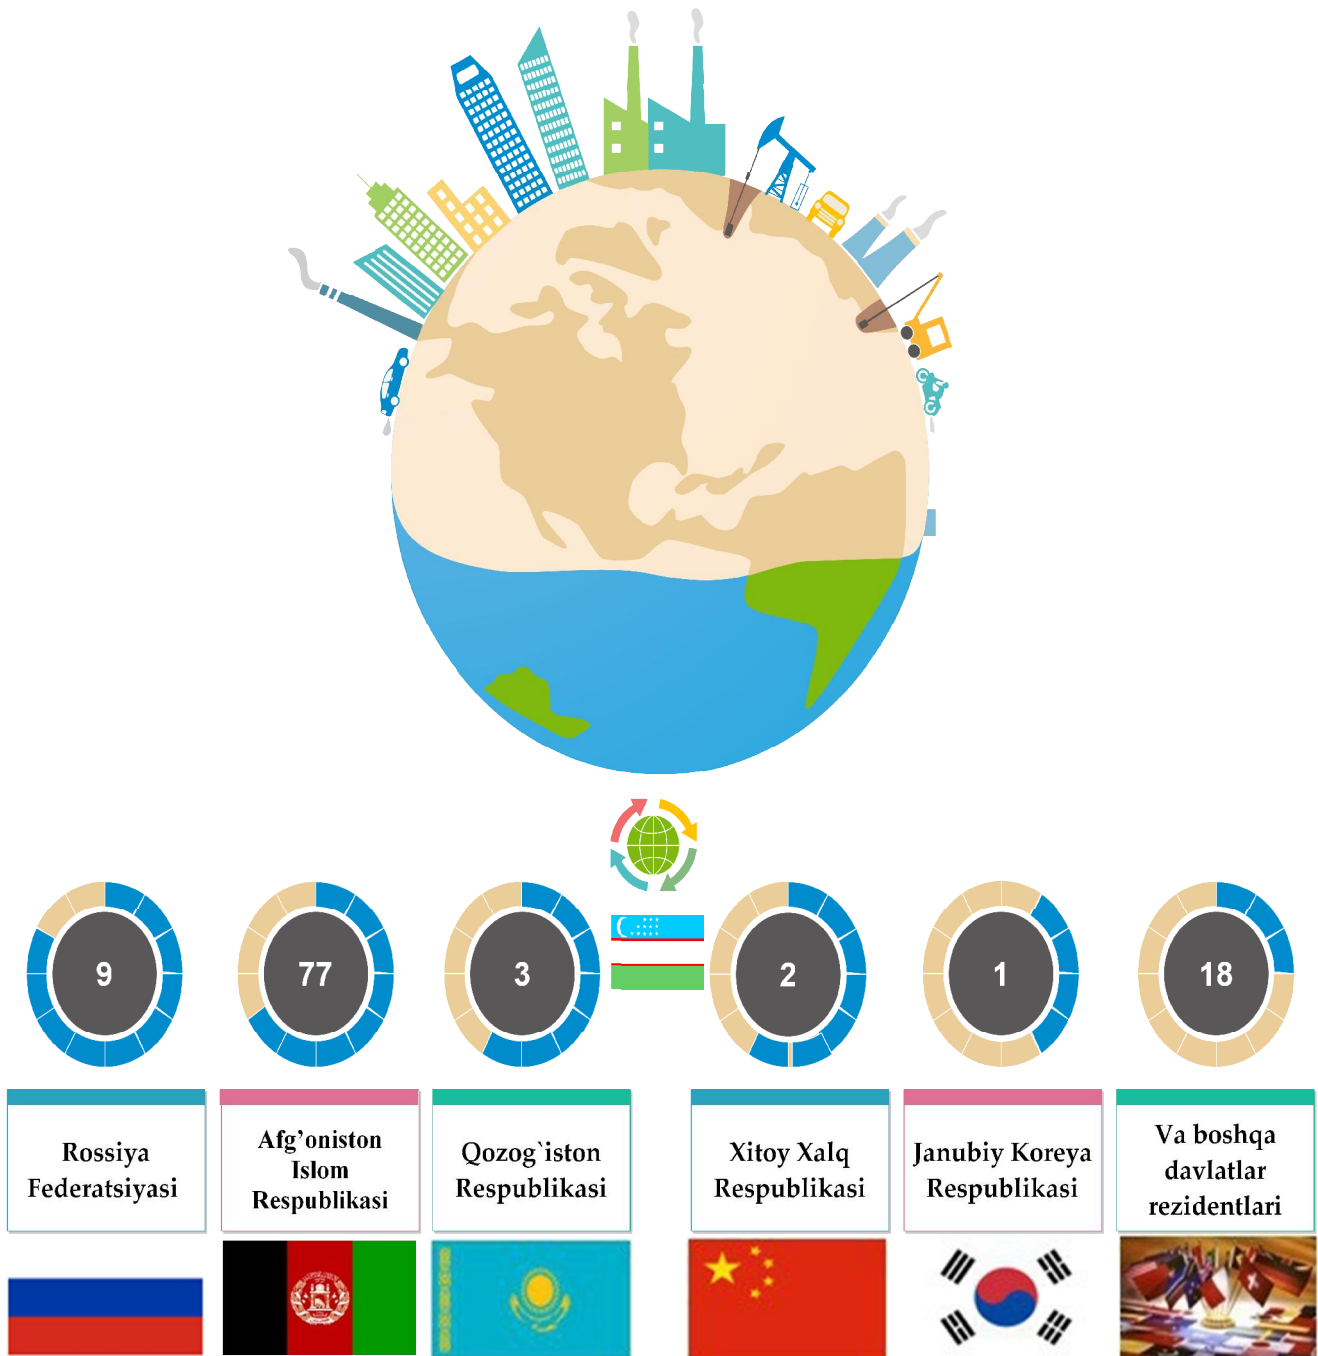 9
77
3
2
1
18
Rossiya
Federatsiyasi
Afg’oniston
Islom
Respublikasi
Qozog`iston
Respublikasi
Xitoy Xalq
Respublikasi
Janubiy Koreya
Respublikasi
Va boshqa
davlatlar
rezidentlari